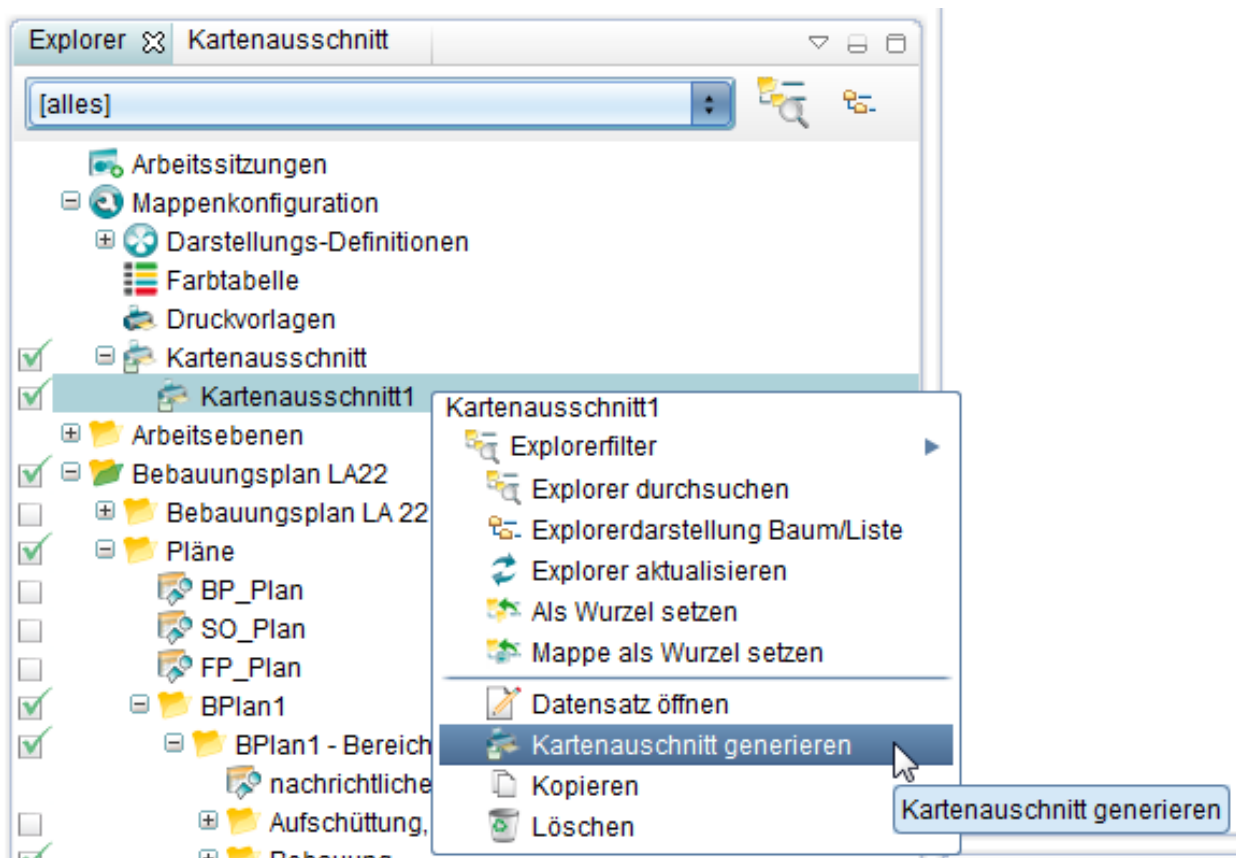 Explorer Kartenausschnitt
[alles]
Arbeitssitzungen
Mappenkonfiguration
Darstellungs-Definitionen
Farbtabelle
Druckvorlagen
Kartenausschnitt
Kartenausschnitt1
Arbeitsebenen
Bebauungsplan LA22
Bebauungsplan LA 22
Pläne
BP_Plan
SO_Plan
FP_Plan
BPlan1
BPlan1 - Bereich
nachrichtliche
Aufschüttung,
Bebauung
Kartenausschnitt1
Explorerfilter
Explorer durchsuchen
Explorerdarstellung Baum/Liste
Explorer aktualisieren
Als Wurzel setzen
Mappe als Wurzel setzen
Datensatz öffnen
Kartenauschnitt generieren
Kopieren
Löschen
Kartenauschnitt generieren